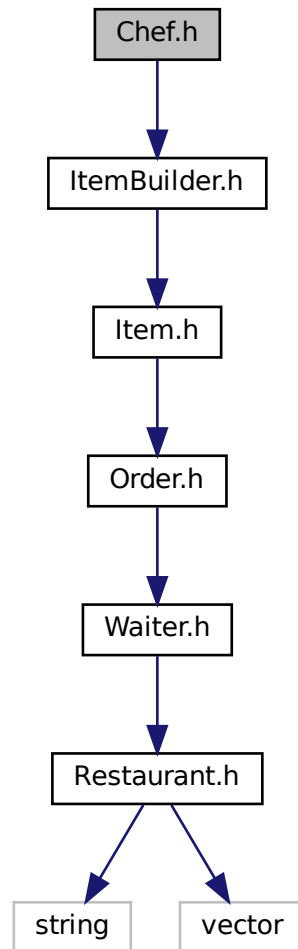 Chef.h
ItemBuilder.h
Item.h
Order.h
Waiter.h
Restaurant.h
string
vector